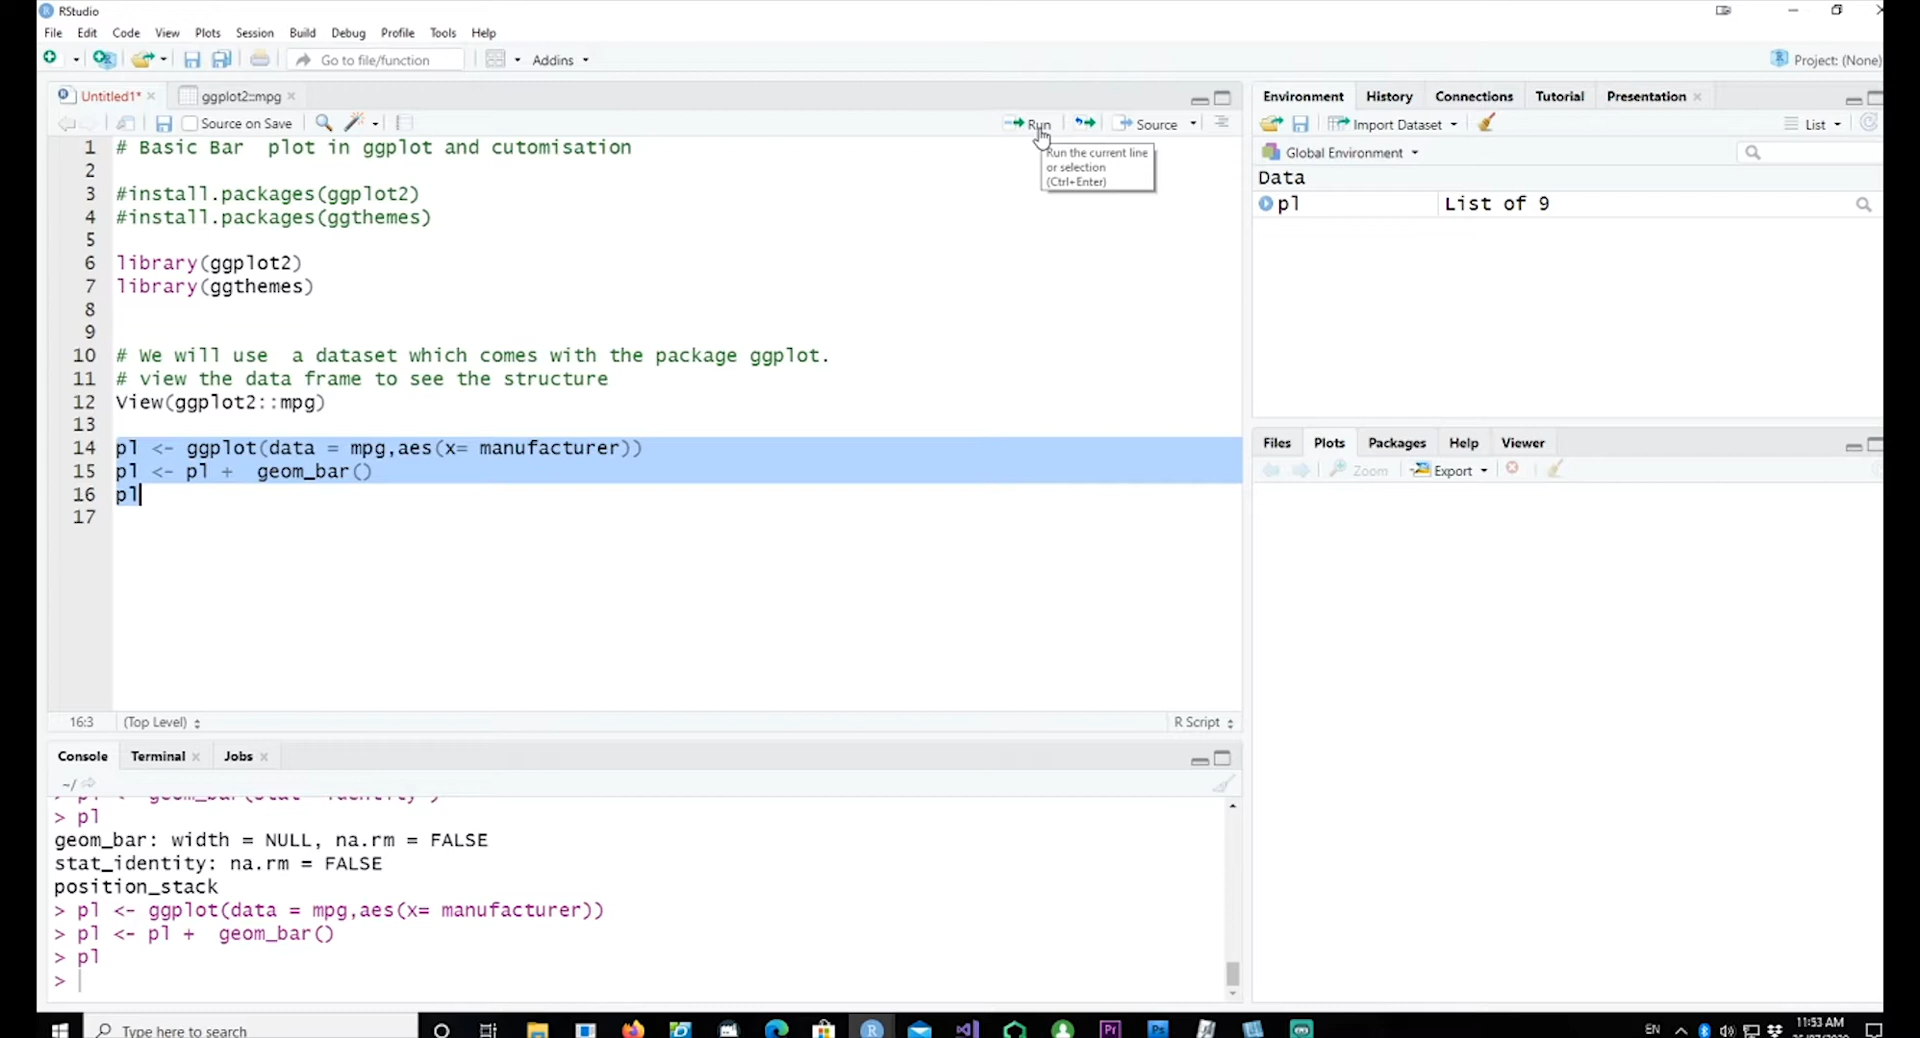 RStudio
File Edit Code View Plots Session Build Debug Profile Tools Help
Go to file/function Addins Project: (None)
Untitled1* ggplot2::mpg
Source on Save Run Source
Run the current line
or selection
(Ctrl+Enter)
1 # Basic Bar  plot in ggplot and cutomisation
2
3 #install.packages(ggplot2)
4 #install.packages(ggthemes)
5
6 library(ggplot2)
7 library(ggthemes)
8
9
10 # We will use  a dataset which comes with the package ggplot.
11 # view the data frame to see the structure
12 View(ggplot2::mpg)
13
14 pl <- ggplot(data = mpg,aes(x= manufacturer))
15 pl <- pl +  geom_bar()
16 pl
17
16:3 (Top Level) R Script
Console Terminal Jobs
~/
> pl <- geom_bar(stat="identity")
> pl
geom_bar: width = NULL, na.rm = FALSE
stat_identity: na.rm = FALSE
position_stack
> pl <- ggplot(data = mpg,aes(x= manufacturer))
> pl <- pl +  geom_bar()
> pl
>
Environment History Connections Tutorial Presentation
Import Dataset List
Global Environment
Data
pl List of 9
Files Plots Packages Help Viewer
Zoom Export
Type here to search
Pr Ps
EN 11:53 AM